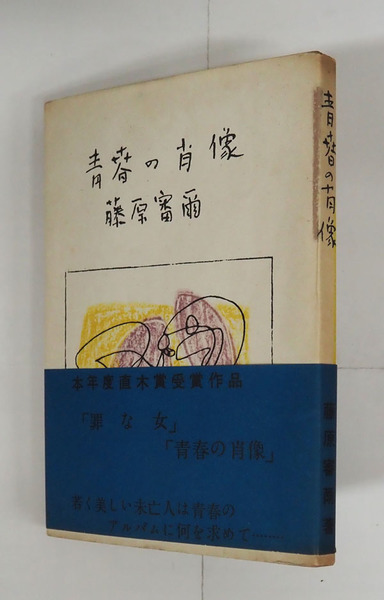 青春の肖像
藤原審爾
本年度直木賞受賞作品
「罪な女」
「青春の肖像」
若く美しい未亡人は青春の
アルバムに何を求めて……
青春の肖像
藤原審爾著